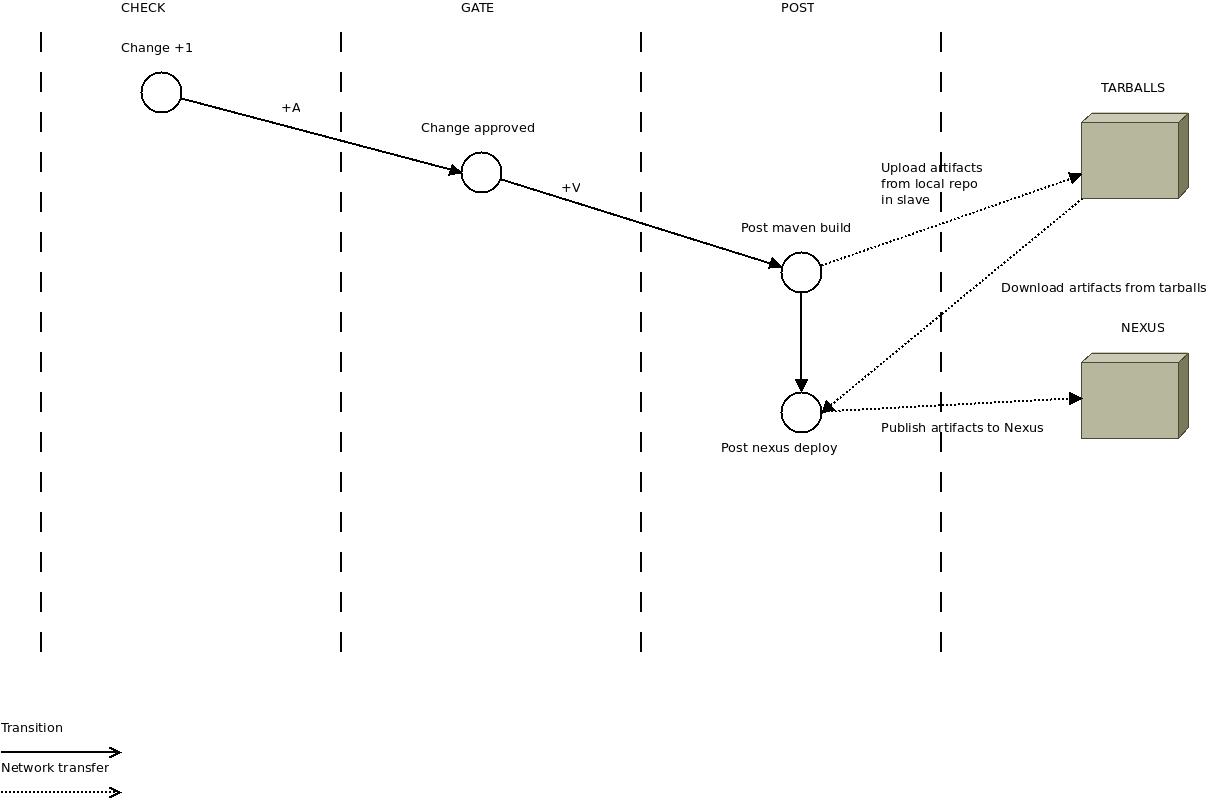 CHECK
GATE
POST
Change +1
TARBALLS
+A
Change approved
Upload artifacts
from local repo
in slave
+V
Post maven build
Download artifacts from tarballs
NEXUS
Publish artifacts to Nexus
Post nexus deploy
Transition
Network transfer